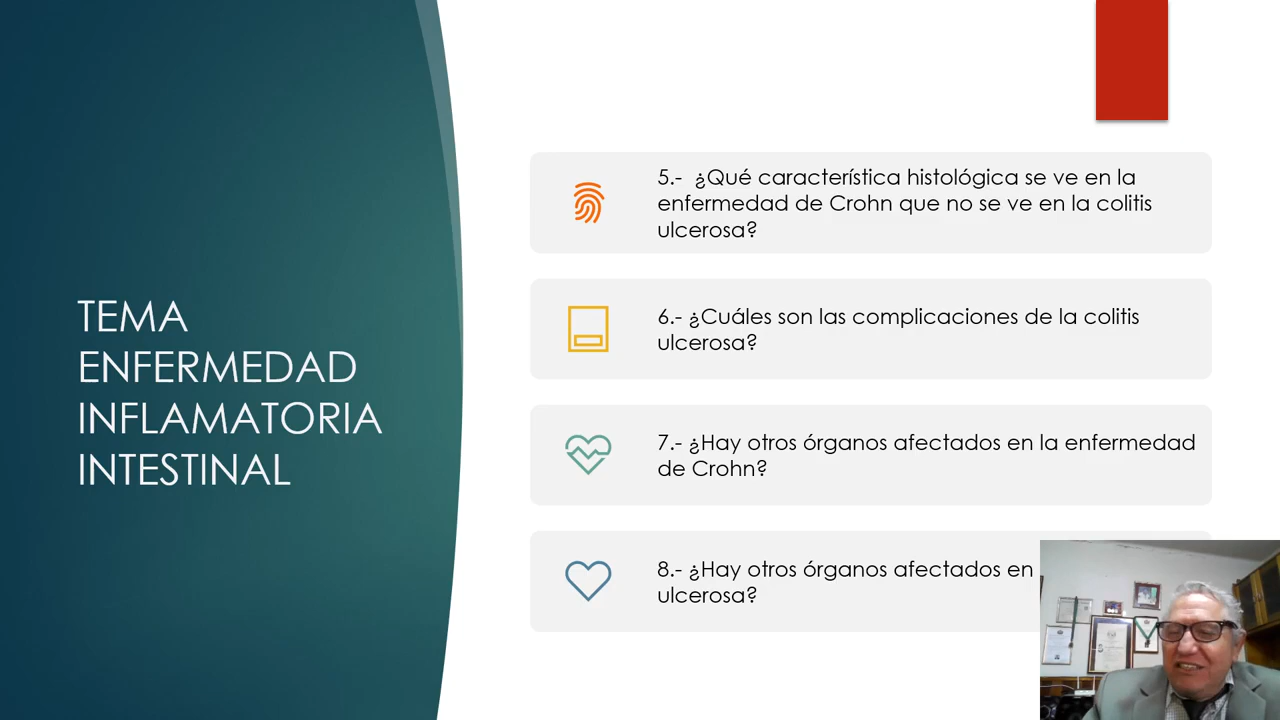 TEMA
ENFERMEDAD
INFLAMATORIA
INTESTINAL
5.- ¿Qué característica histológica se ve en la
enfermedad de Crohn que no se ve en la colitis
ulcerosa?
6.- ¿Cuáles son las complicaciones de la colitis
ulcerosa?
7.- ¿Hay otros órganos afectados en la enfermedad
de Crohn?
8.- ¿Hay otros órganos afectados en
ulcerosa?